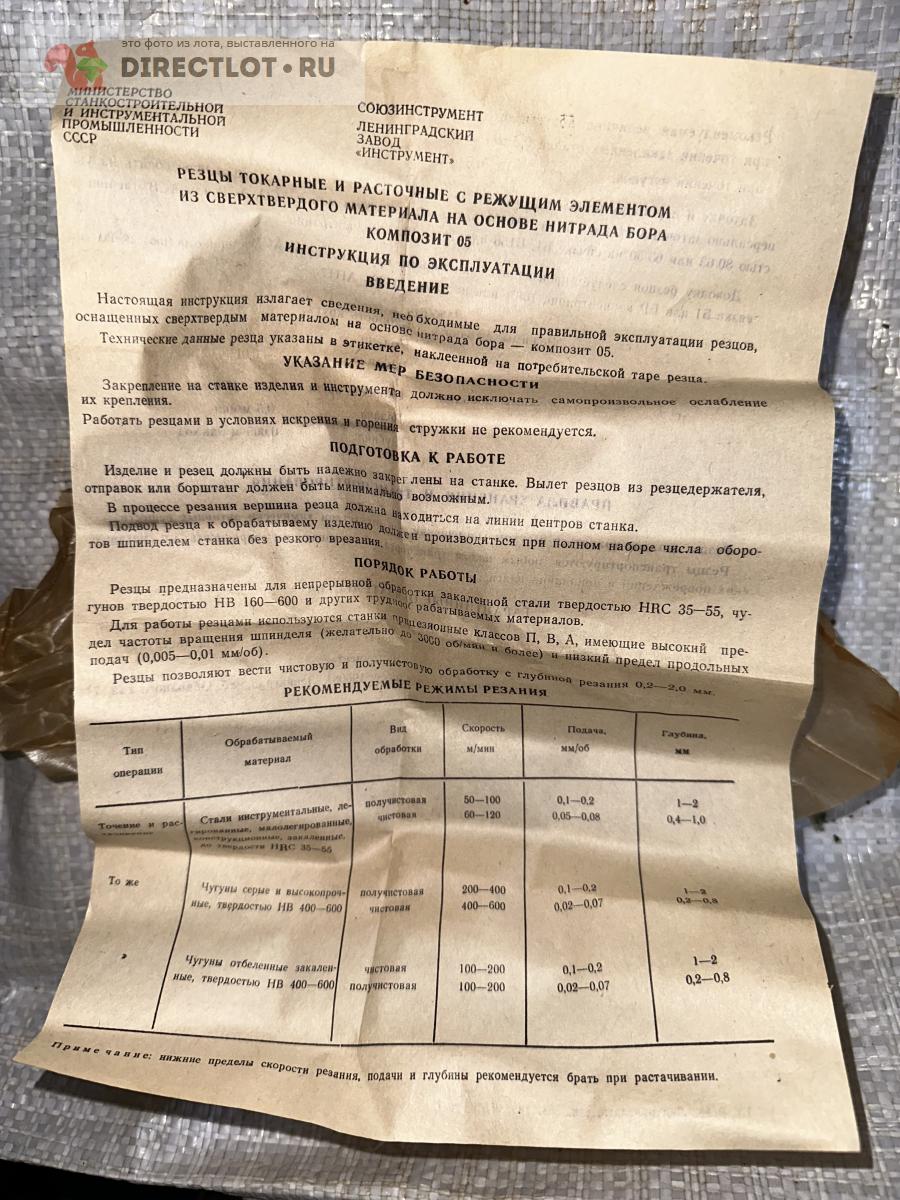 это фото из лота, выставленного на
DIRECTLOT•RU
МИНИСТЕРСТВО
СТАНКОСТРОИТЕЛЬНОЙ
И ИНСТРУМЕНТАЛЬНОЙ
ПРОМЫШЛЕННОСТИ
СССР
СОЮЗИНСТРУМЕНТ
ЛЕНИНГРАДСКИЙ
ЗАВОД
«ИНСТРУМЕНТ»
РЕЗЦЫ ТОКАРНЫЕ И РАСТОЧНЫЕ С РЕЖУЩИМ ЭЛЕМЕНТОМ
ИЗ СВЕРХТВЕРДОГО МАТЕРИАЛА НА ОСНОВЕ НИТРАДА БОРА
КОМПОЗИТ 05
ИНСТРУКЦИЯ ПО ЭКСПЛУАТАЦИИ
ВВЕДЕНИЕ
Настоящая инструкция излагает сведения, необходимые для правильной эксплуатации резцов,
оснащенных сверхтвердым материалом на основе нитрада бора — композит 05.
Технические данные резца указаны в этикетке, наклеенной на потребительской таре резца.
УКАЗАНИЕ МЕР БЕЗОПАСНОСТИ
Закрепление на станке изделия и инструмента должно исключать самопроизвольное ослабление
их крепления.
Работать резцами в условиях искрения и горения стружки не рекомендуется.
ПОДГОТОВКА К РАБОТЕ
Изделие и резец должны быть надежно закреплены на станке. Вылет резцов из резцедержателя,
отправок или борштанг должен быть минимально возможным.
В процессе резания вершина резца должна находиться на линии центров станка.
Подвод резца к обрабатываему изделию должен производиться при полном наборе числа оборо-
тов шпинделем станка без резкого врезания.
ПОРЯДОК РАБОТЫ
Резцы предназначены для непрерывной обработки закаленной стали твердостью HRC 35—55, чу-
гунов твердостью НВ 160—600 и других труднообрабатываемых материалов.
Для работы резцами используются станки прецезионные классов П, В, А, имеющие высокий пре-
дел частоты вращения шпинделя (желательно до 3000 об/мин и более) и низкий предел продольных
подач (0,005—0,01 мм/об).
Резцы позволяют вести чистовую и получистовую обработку с глубиной резания 0,2—2,0 мм.
РЕКОМЕНДУЕМЫЕ РЕЖИМЫ РЕЗАНИЯ
Тип операции
Обрабатываемый материал
Вид обработки
Скорость м/мин
Подача, мм/об
Глубина, мм
Точение и рас-
Стали инструментальные, ле-
гированные, малолегированные,
конструкционные, закаленные,
до твердости HRC 35—55
получистовая 50—100 0,1—0,2 1—2
чистовая 60—120 0,05—0,08 0,4—1,0
То же
Чугуны серые и высокопроч-
ные, твердостью НВ 400—600
получистовая 200—400 0,1—0,2 1—2
чистовая 400—600 0,02—0,07 0,2—0,8
»
Чугуны отбеленные закален-
ные, твердостью НВ 400—600
чистовая 100—200 0,1—0,2 1—2
получистовая 100—200 0,02—0,07 0,2—0,8
Примечание: нижние пределы скорости резания, подачи и глубины рекомендуется брать при растачивании.